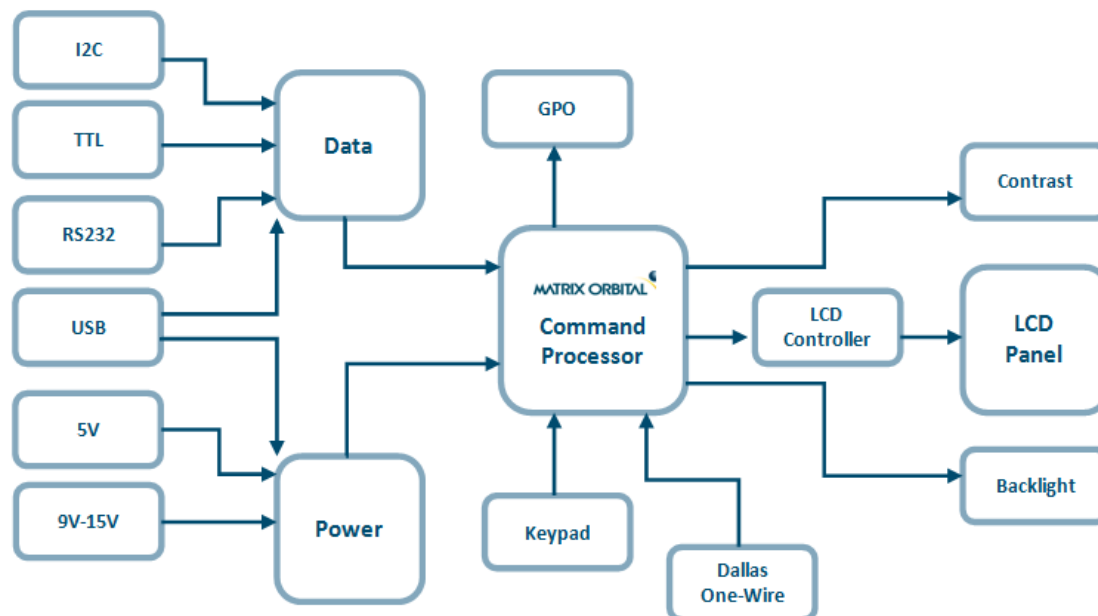 I2C
TTL
RS232
USB
5V
9V-15V
Data
Power
GPO
MATRIX ORBITAL
Command
Processor
Keypad
Dallas
One-Wire
Contrast
LCD
Controller
LCD
Panel
Backlight